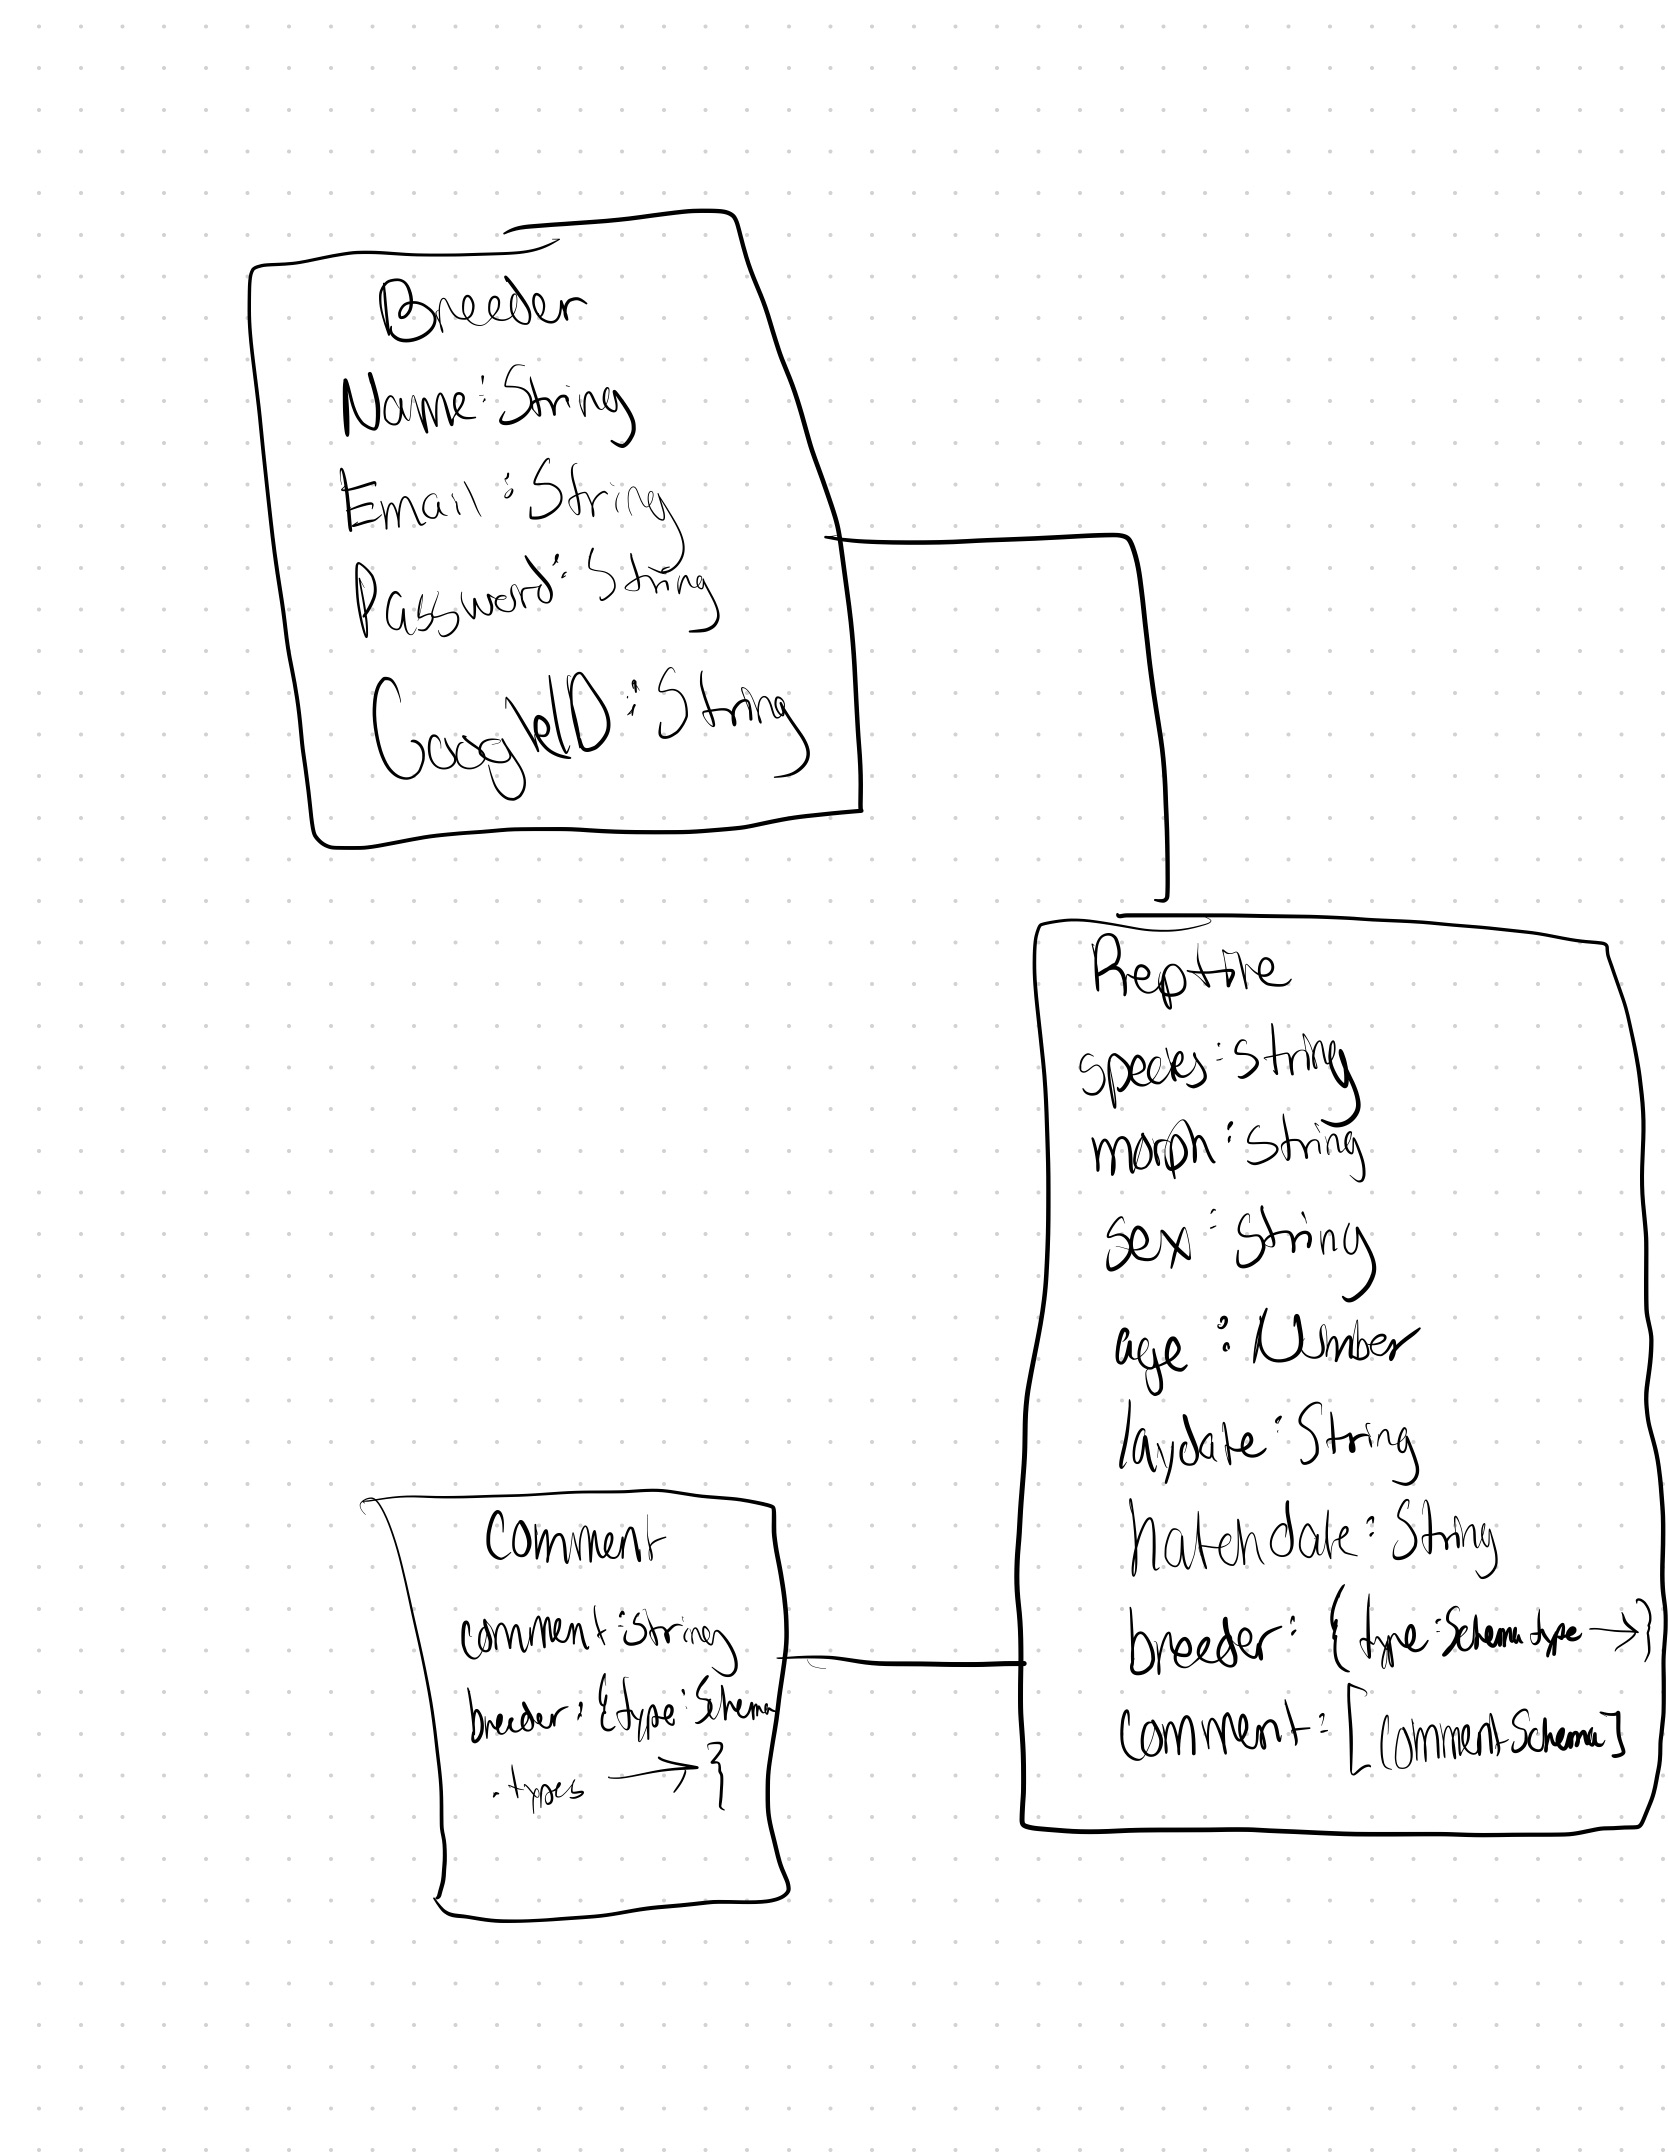 Breeder
Name: String
Email: String
Password: String
GoogleID: String
Reptile
species: string
morph: String
sex: String
age: Number
laydate: String
hatchdate: String
breeder: { type: Schema type → }
comment: [CommentSchema]
Comment
comment: String
breeder: { type: Schema
.types → }